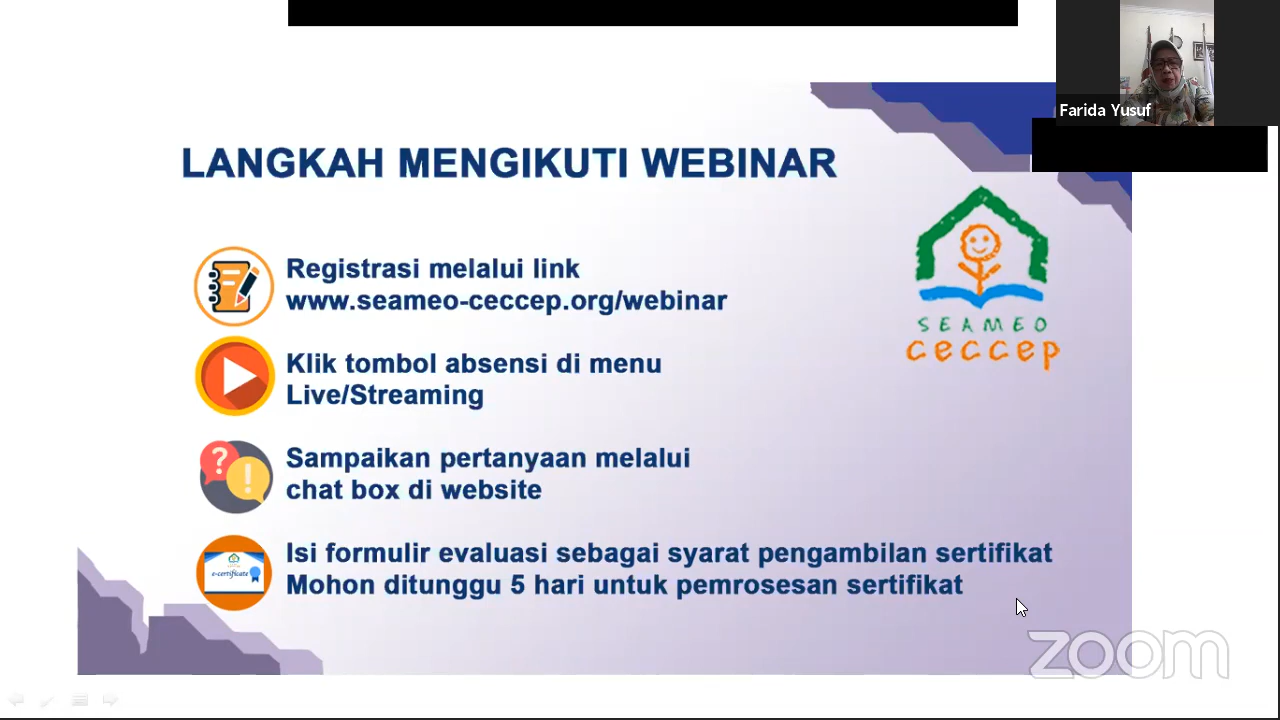 Farida Yusuf
LANGKAH MENGIKUTI WEBINAR
SEAMEO
ceccep
Registrasi melalui link
www.seameo-ceccep.org/webinar
Klik tombol absensi di menu
Live/Streaming
Sampaikan pertanyaan melalui
chat box di website
e-certificate
Isi formulir evaluasi sebagai syarat pengambilan sertifikat
Mohon ditunggu 5 hari untuk pemrosesan sertifikat
zoom